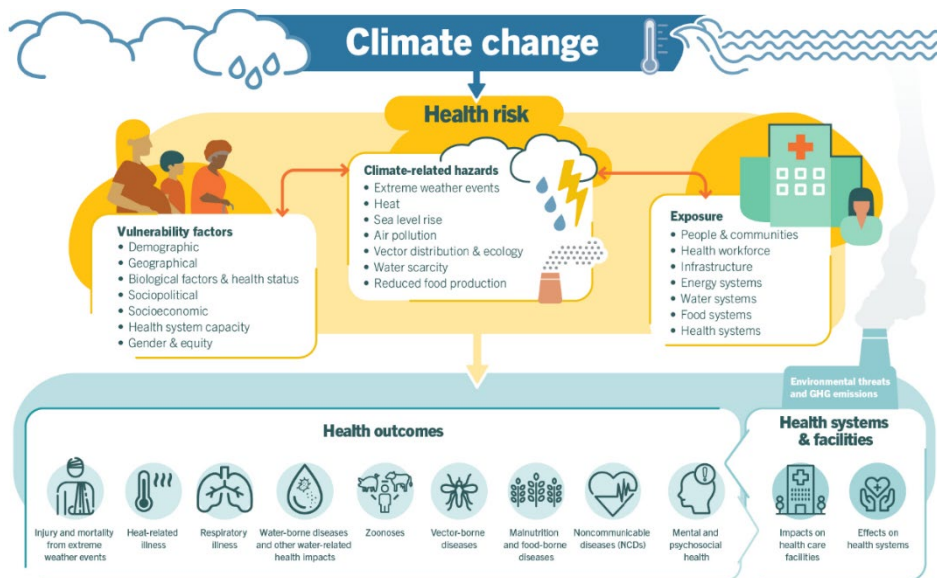 Climate change
Health risk
Climate-related hazards
• Extreme weather events
• Heat
• Sea level rise
• Air pollution
• Vector distribution & ecology
• Water scarcity
• Reduced food production
Vulnerability factors
• Demographic
• Geographical
• Biological factors & health status
• Sociopolitical
• Socioeconomic
• Health system capacity
• Gender & equity
Exposure
• People & communities
• Health workforce
• Infrastructure
• Energy systems
• Water systems
• Food systems
• Health systems
Environmental threats
and GHG emissions
Health outcomes
Injury and mortality
from extreme
weather events
Heat-related
illness
Respiratory
illness
Water-borne diseases
and other water-related
health impacts
Zoonoses
Vector-borne
diseases
Malnutrition
and food-borne
diseases
Noncommunicable
diseases (NCDs)
Mental and
psychosocial
health
Health systems
& facilities
Impacts on
health care
facilities
Effects on
health systems